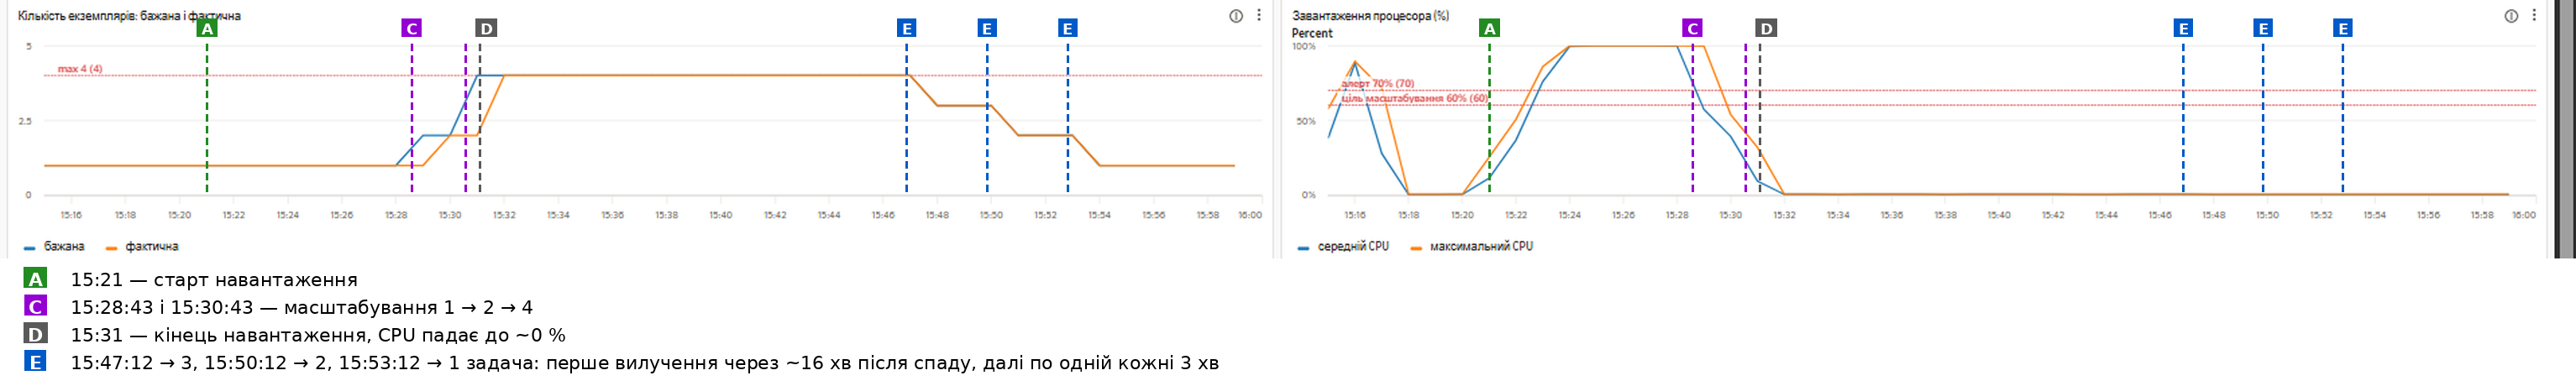 Кількість екземплярів: бажана і фактична
A C D E E E
5
max 4 (4)
2.5
0
15:16 15:18 15:20 15:22 15:24 15:26 15:28 15:30 15:32 15:34 15:36 15:38 15:40 15:42 15:44 15:46 15:48 15:50 15:52 15:54 15:56 15:58 16:00
бажана фактична
Завантаження процесора (%)
Percent
A C D E E E
100%
алерт 70% (70)
ціль масштабування 60% (60)
50%
0%
15:16 15:18 15:20 15:22 15:24 15:26 15:28 15:30 15:32 15:34 15:36 15:38 15:40 15:42 15:44 15:46 15:48 15:50 15:52 15:54 15:56 15:58 16:00
середній CPU максимальний CPU
A 15:21 — старт навантаження
C 15:28:43 і 15:30:43 — масштабування 1 → 2 → 4
D 15:31 — кінець навантаження, CPU падає до ~0 %
E 15:47:12 → 3, 15:50:12 → 2, 15:53:12 → 1 задача: перше вилучення через ~16 хв після спаду, далі по одній кожні 3 хв